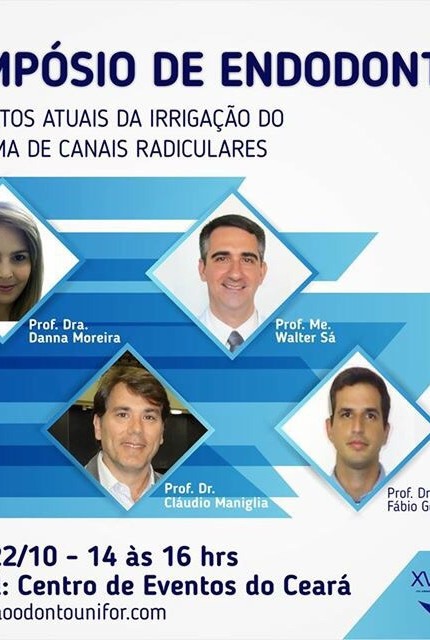 MPÓSIO DE ENDODONT
TOS ATUAIS DA IRRIGAÇÃO DO
MA DE CANAIS RADICULARES
Prof. Dra.
Danna Moreira
Prof. Me.
Walter Sá
Prof. Dr.
Cláudio Maniglia
Prof. Dr
Fábio G
22/10 - 14 às 16 hrs
: Centro de Eventos do Ceará
aoodontounifor.com
XV